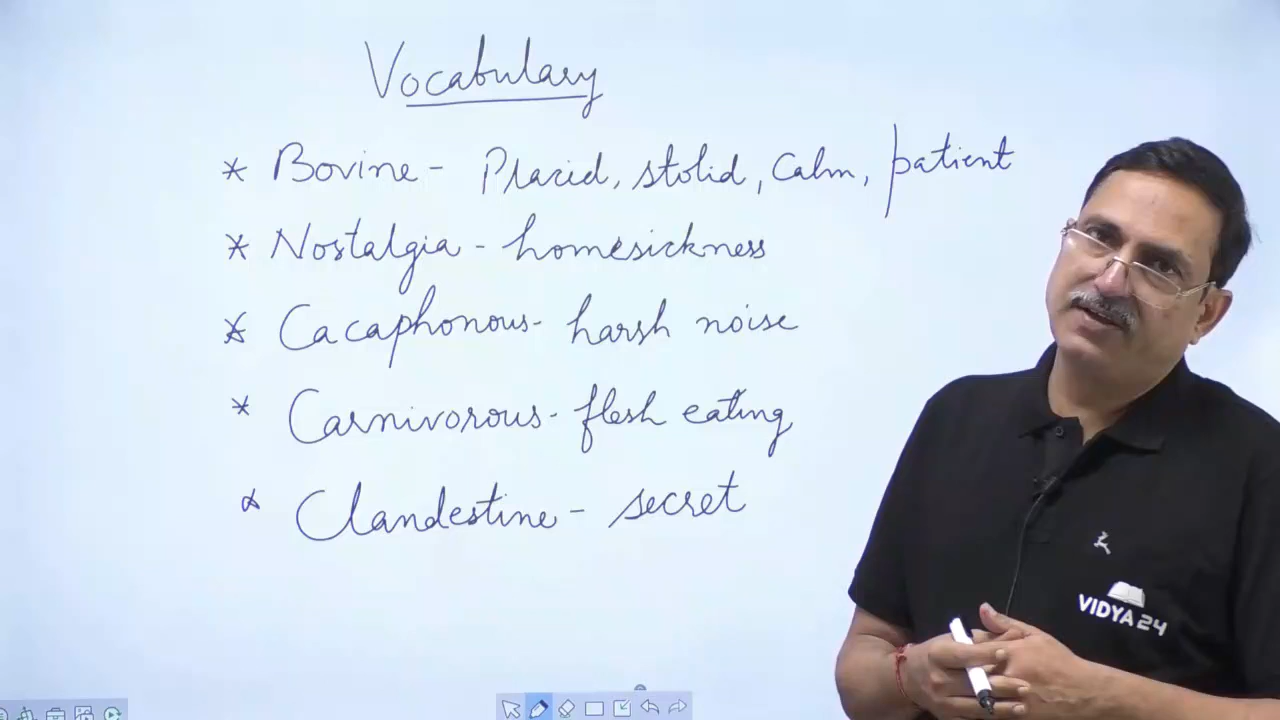 Vocabulary
* Bovine - Placid, stolid, Calm, patient
* Nostalgia - homesickness
* Cacaphonous - harsh noise
* Carnivorous - flesh eating
* Clandestine - secret
VIDYA 24